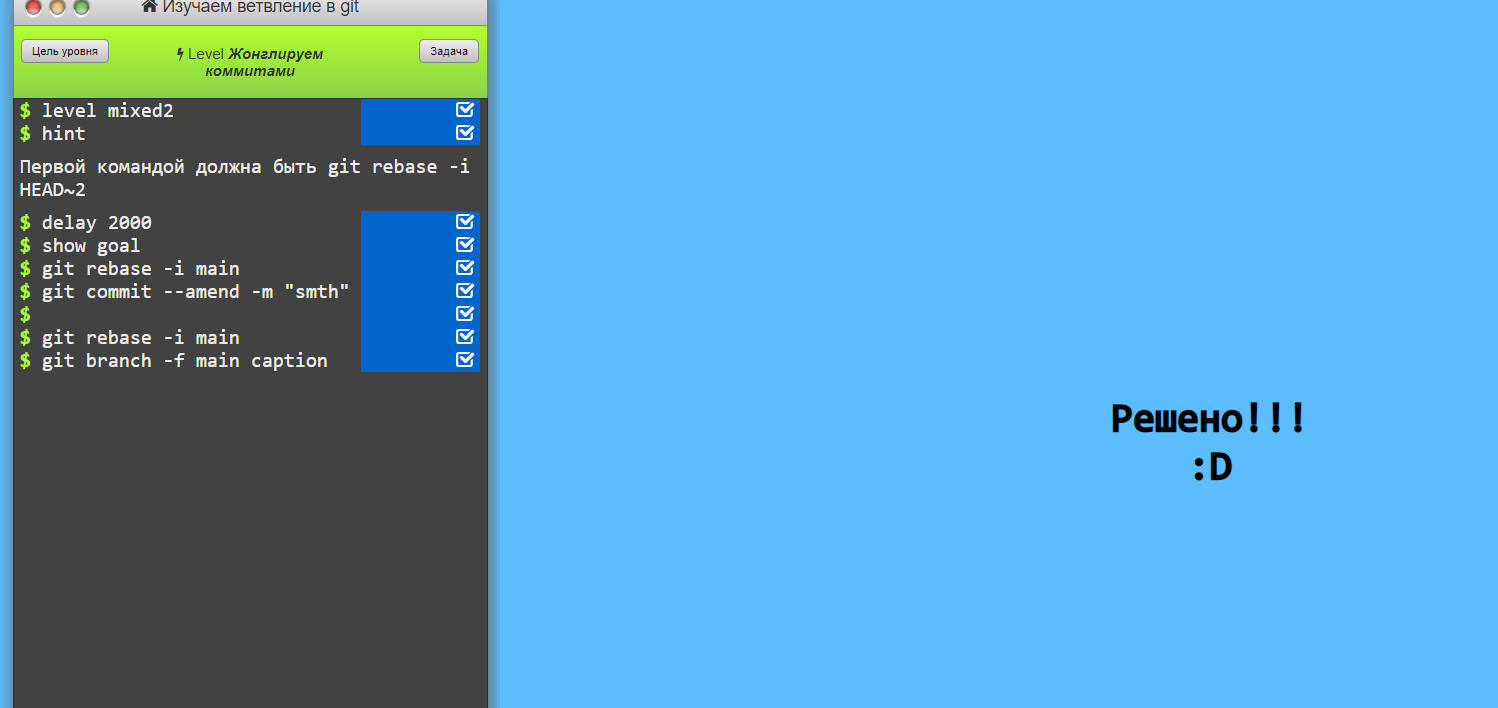 Изучаем ветвление в git
Цель уровня
Level Жонглируем
коммитами
Задача
$ level mixed2
$ hint
Первой командой должна быть git rebase -i
HEAD~2
$ delay 2000
$ show goal
$ git rebase -i main
$ git commit --amend -m "smth"
$
$ git rebase -i main
$ git branch -f main caption
Решено!!!
:D